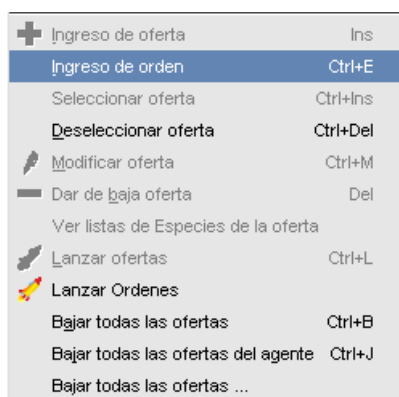 Ingreso de oferta Ins
Ingreso de orden Ctrl+E
Seleccionar oferta Ctrl+Ins
Deseleccionar oferta Ctrl+Del
Modificar oferta Ctrl+M
Dar de baja oferta Del
Ver listas de Especies de la oferta
Lanzar ofertas Ctrl+L
Lanzar Ordenes
Bajar todas las ofertas Ctrl+B
Bajar todas las ofertas del agente Ctrl+J
Bajar todas las ofertas ...